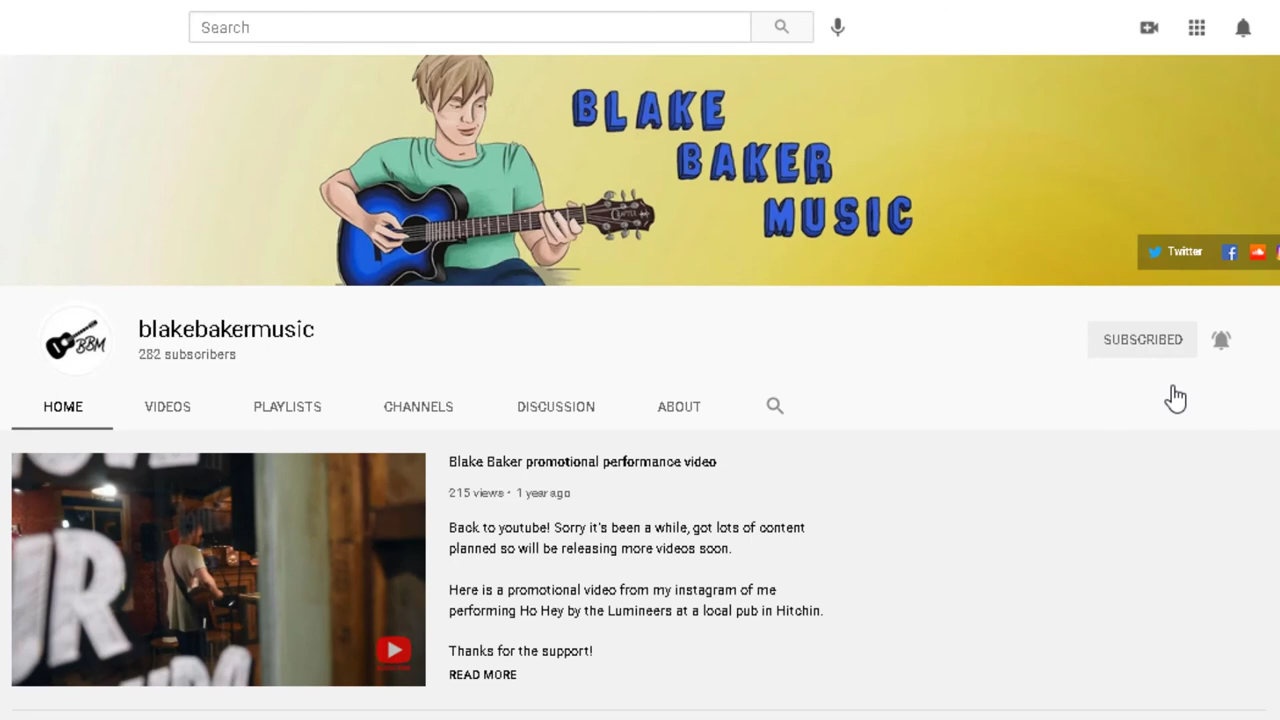 Search
BLAKE
BAKER
MUSIC
CRAFTER
Twitter
BBM
blakebakermusic
282 subscribers
SUBSCRIBED
HOME VIDEOS PLAYLISTS CHANNELS DISCUSSION ABOUT
Blake Baker promotional performance video
215 views · 1 year ago
Back to youtube! Sorry it's been a while, got lots of content
planned so will be releasing more videos soon.
Here is a promotional video from my instagram of me
performing Ho Hey by the Lumineers at a local pub in Hitchin.
Thanks for the support!
READ MORE